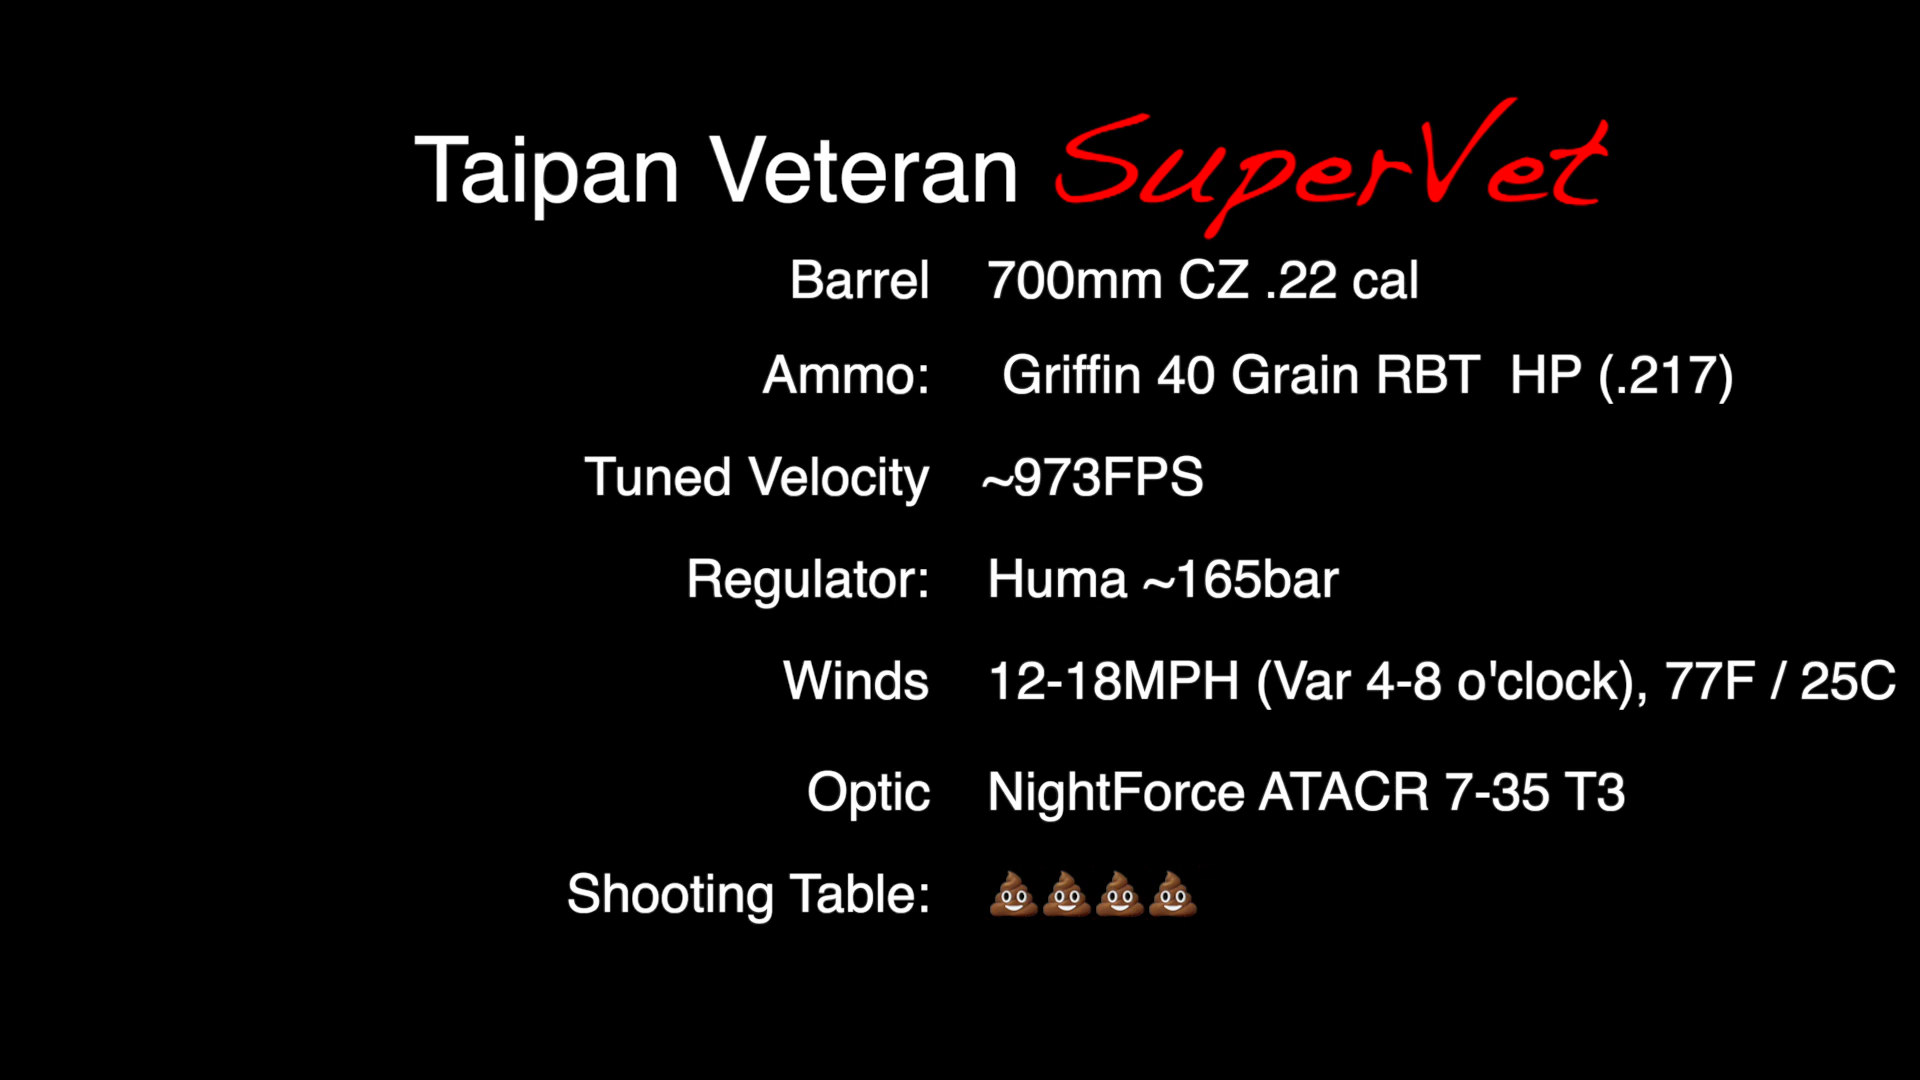 Taipan Veteran SuperVet
Barrel 700mm CZ .22 cal
Ammo: Griffin 40 Grain RBT HP (.217)
Tuned Velocity ~973FPS
Regulator: Huma ~165bar
Winds 12-18MPH (Var 4-8 o'clock), 77F / 25C
Optic NightForce ATACR 7-35 T3
Shooting Table: 💩💩💩💩